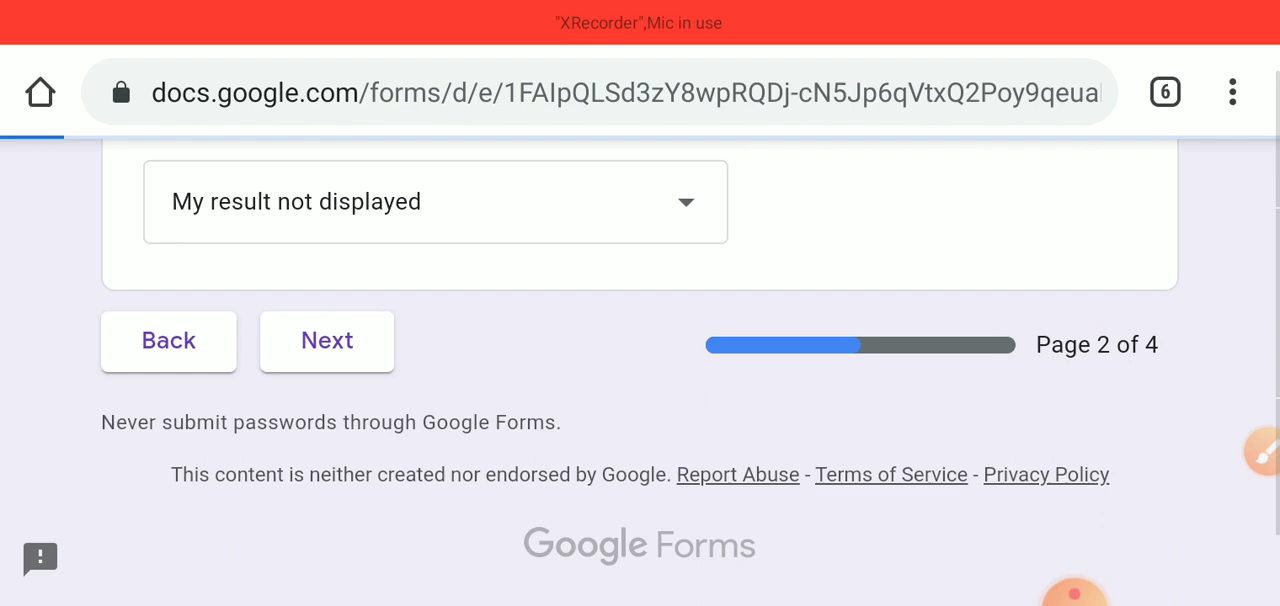 "XRecorder",Mic in use
docs.google.com/forms/d/e/1FAIpQLSd3zY8wpRQDj-cN5Jp6qVtxQ2Poy9qeua
6
My result not displayed
Back
Next
Page 2 of 4
Never submit passwords through Google Forms.
This content is neither created nor endorsed by Google. Report Abuse - Terms of Service - Privacy Policy
Google Forms